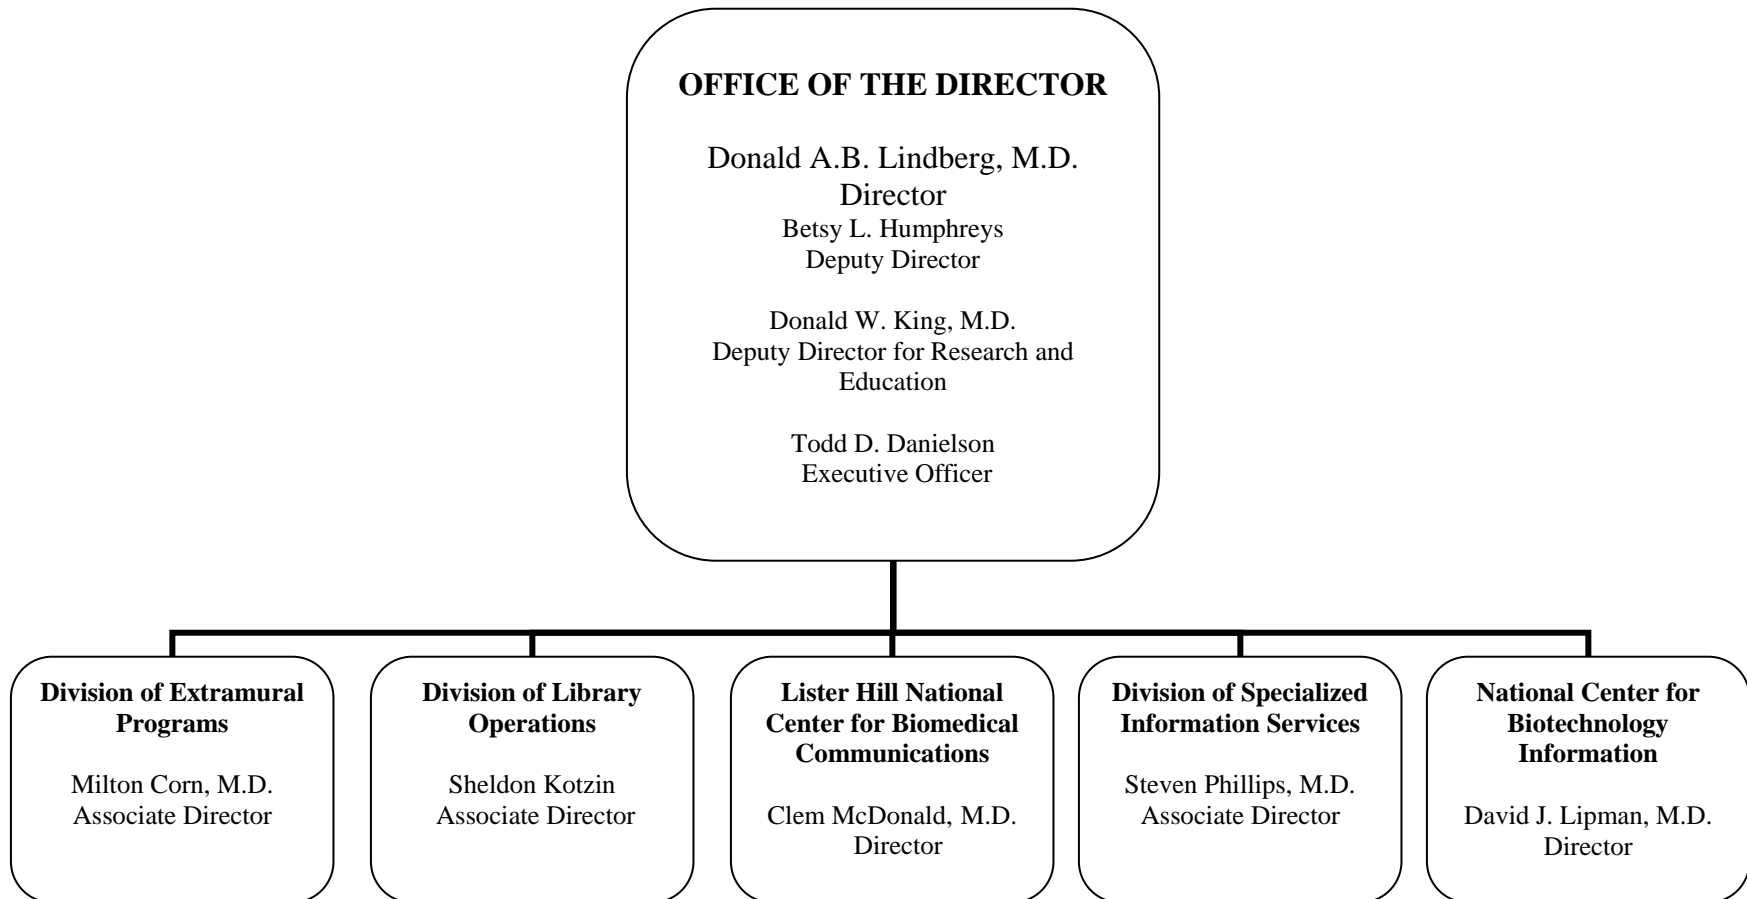 OFFICE OF THE DIRECTOR
Donald A.B. Lindberg, M.D.
Director
Betsy L. Humphreys
Deputy Director
Donald W. King, M.D.
Deputy Director for Research and
Education
Todd D. Danielson
Executive Officer
Division of Extramural
Programs
Milton Corn, M.D.
Associate Director
Division of Library
Operations
Sheldon Kotzin
Associate Director
Lister Hill National
Center for Biomedical
Communications
Clem McDonald, M.D.
Director
Division of Specialized
Information Services
Steven Phillips, M.D.
Associate Director
National Center for
Biotechnology
Information
David J. Lipman, M.D.
Director